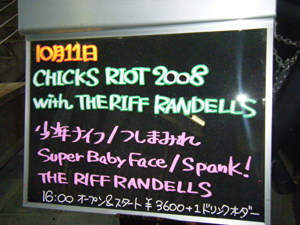 10月11日
CHICKS RIOT 2008
with THE RIFF RANDELLS
少年ナイフ/つしまみれ
Super Baby Face/Spank!
THE RIFF RANDELLS
16:00 オープン&スタート ¥3600+1ドリンクオーダー